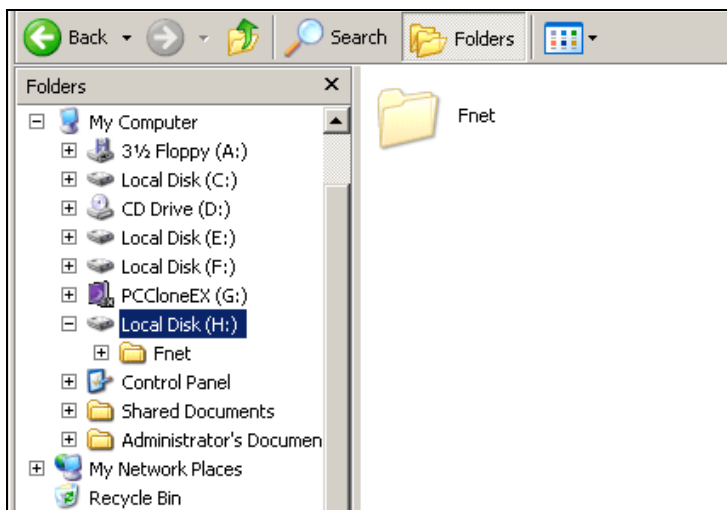 Back Search Folders
Folders
My Computer
3½ Floppy (A:)
Local Disk (C:)
CD Drive (D:)
Local Disk (E:)
Local Disk (F:)
PCCloneEX (G:)
Local Disk (H:)
Fnet
Control Panel
Shared Documents
Administrator's Documen
My Network Places
Recycle Bin
Fnet